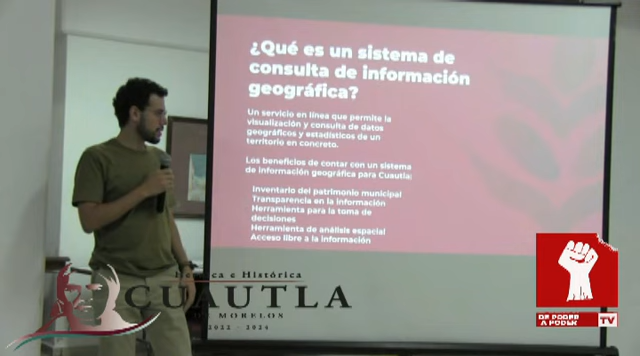 ¿Qué es un sistema de
consulta de información
geográfica?
Un servicio en línea que permite la
visualización y consulta de datos
geográficos y estadísticos de un
territorio en concreto.
Los beneficios de contar con un sistema
de información geográfica para Cuautla:
Inventario del patrimonio municipal
Transparencia en la información
Herramienta para la toma de
decisiones
Herramienta de análisis espacial
Acceso libre a la información
e Histórica
CUAUTLA
MORELOS
2022 - 2024
DE PODER
A PODER TV